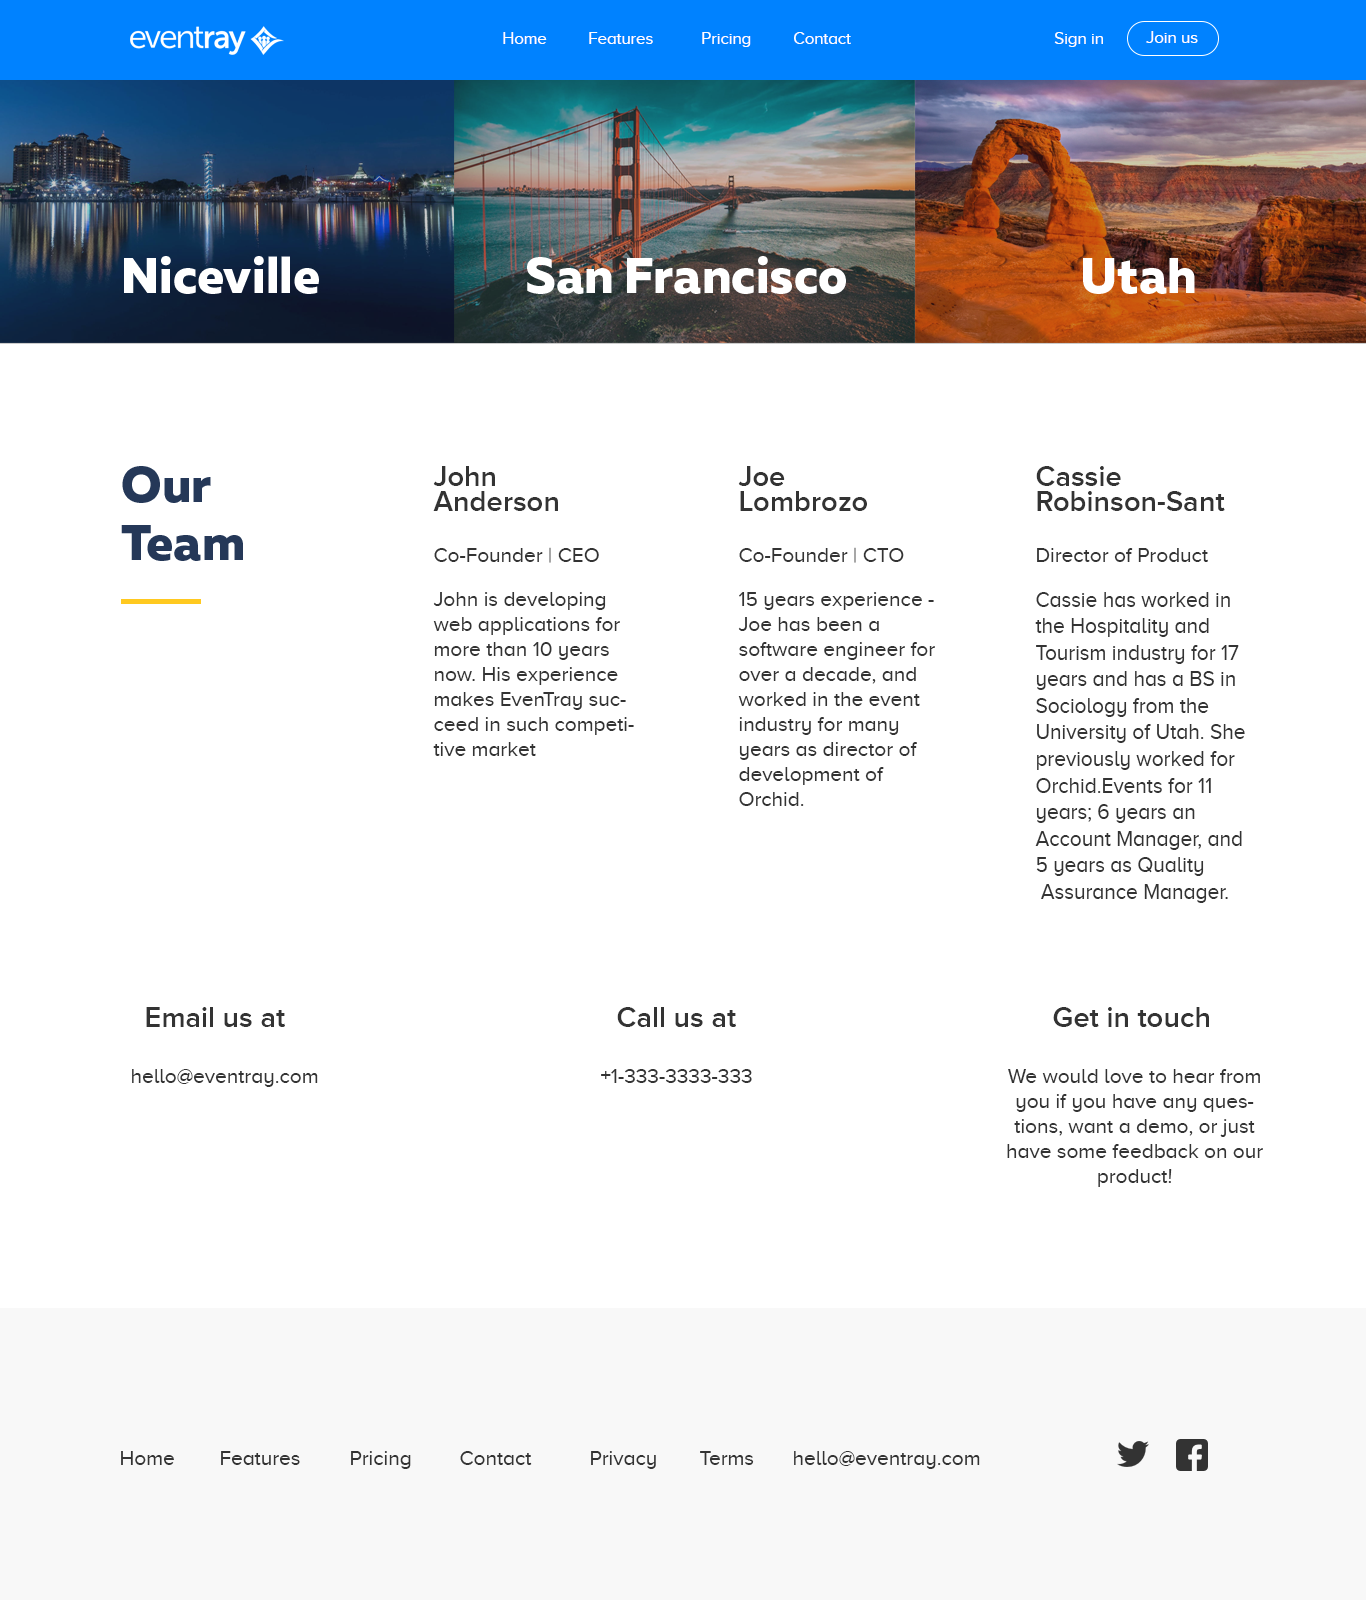 eventray
Home Features Pricing Contact
Sign in Join us
Niceville
San Francisco
Utah
Our
Team
John
Anderson
Co-Founder | CEO
John is developing
web applications for
more than 10 years
now. His experience
makes EvenTray suc-
ceed in such competi-
tive market
Joe
Lombrozo
Co-Founder | CTO
15 years experience -
Joe has been a
software engineer for
over a decade, and
worked in the event
industry for many
years as director of
development of
Orchid.
Cassie
Robinson-Sant
Director of Product
Cassie has worked in
the Hospitality and
Tourism industry for 17
years and has a BS in
Sociology from the
University of Utah. She
previously worked for
Orchid.Events for 11
years; 6 years an
Account Manager, and
5 years as Quality
Assurance Manager.
Email us at
hello@eventray.com
Call us at
+1-333-3333-333
Get in touch
We would love to hear from
you if you have any ques-
tions, want a demo, or just
have some feedback on our
product!
Home Features Pricing Contact Privacy Terms hello@eventray.com